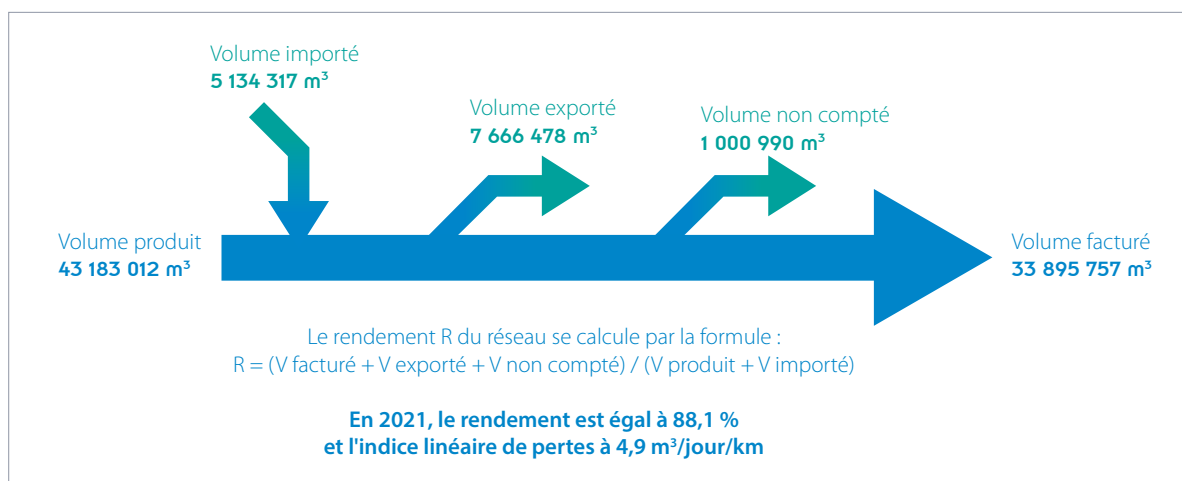 Volume importé
5 134 317 m³
Volume exporté
7 666 478 m³
Volume non compté
1 000 990 m³
Volume produit
43 183 012 m³
Volume facturé
33 895 757 m³
Le rendement R du réseau se calcule par la formule :
R = (V facturé + V exporté + V non compté) / (V produit + V importé)
En 2021, le rendement est égal à 88,1 %
et l'indice linéaire de pertes à 4,9 m³/jour/km